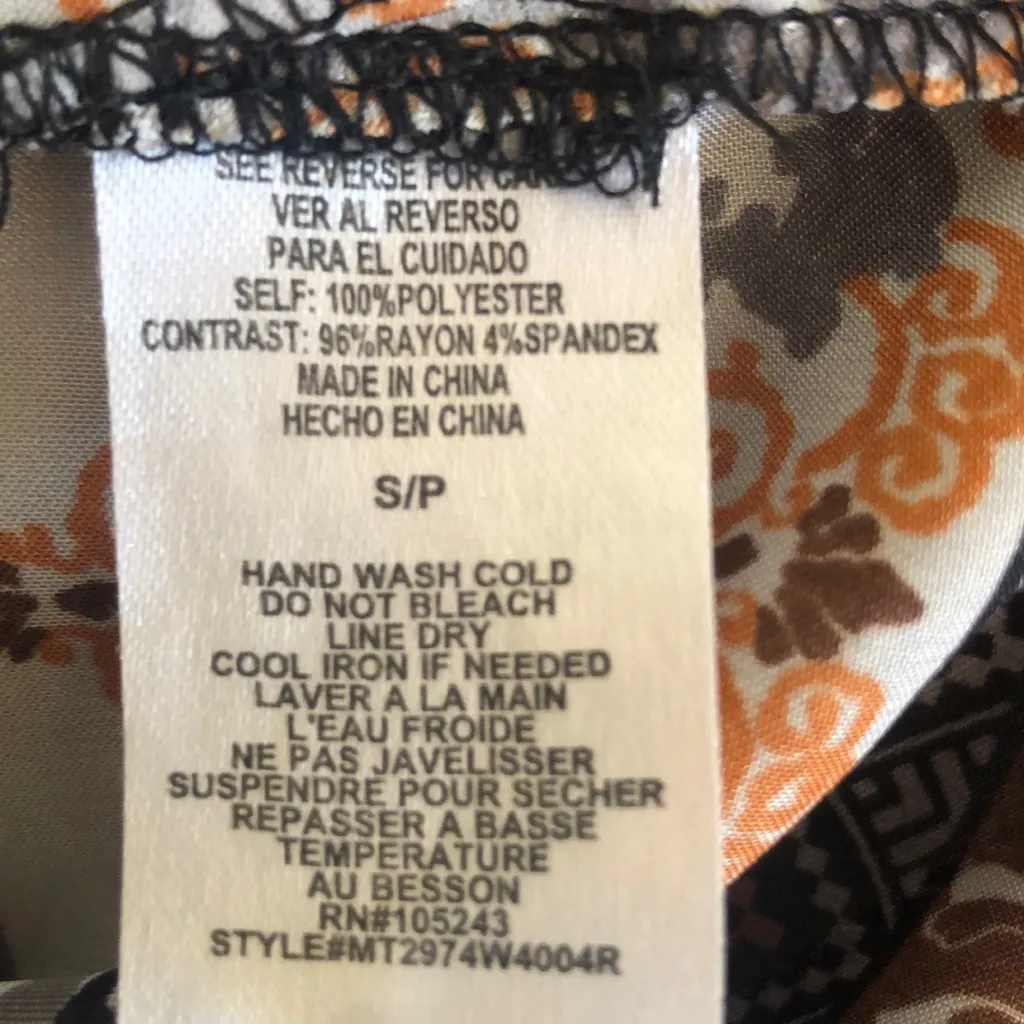 SEE REVERSE FOR CARE
VER AL REVERSO
PARA EL CUIDADO
SELF: 100%POLYESTER
CONTRAST: 96%RAYON 4%SPANDEX
MADE IN CHINA
HECHO EN CHINA
S/P
HAND WASH COLD
DO NOT BLEACH
LINE DRY
COOL IRON IF NEEDED
LAVER A LA MAIN
L'EAU FROIDE
NE PAS JAVELISSER
SUSPENDRE POUR SECHER
REPASSER A BASSE
TEMPERATURE
AU BESSON
RN#105243
STYLE#MT2974W4004R